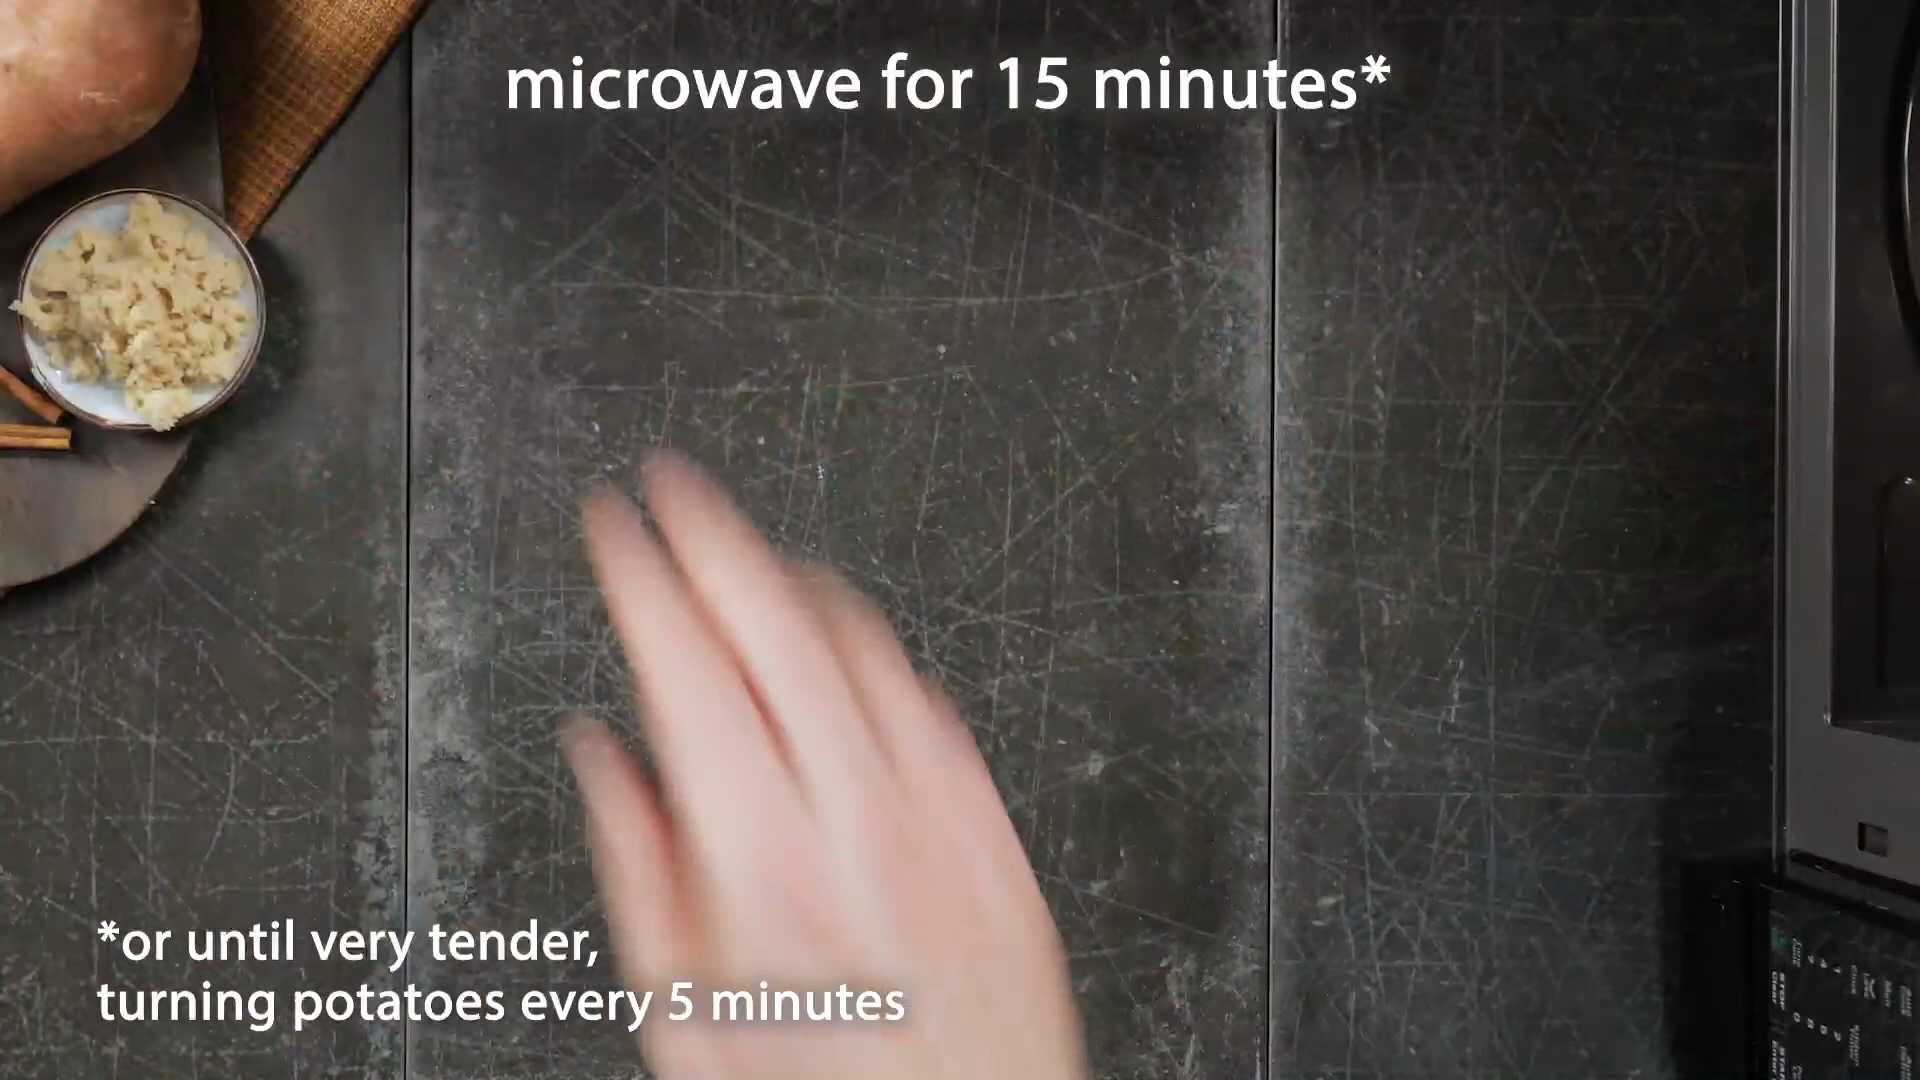 microwave for 15 minutes*
*or until very tender,
turning potatoes every 5 minutes